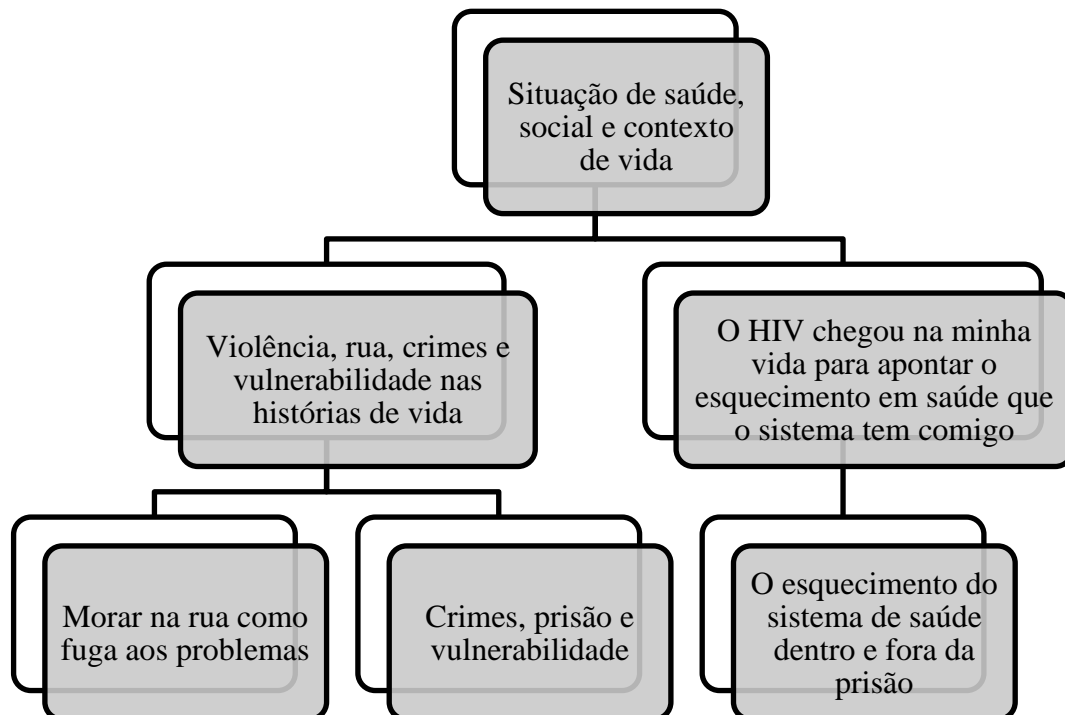 Situação de saúde,
social e contexto
de vida
Violência, rua, crimes e
vulnerabilidade nas
histórias de vida
O HIV chegou na minha
vida para apontar o
esquecimento em saúde que
o sistema tem comigo
Morar na rua como
fuga aos problemas
Crimes, prisão e
vulnerabilidade
O esquecimento do
sistema de saúde
dentro e fora da
prisão